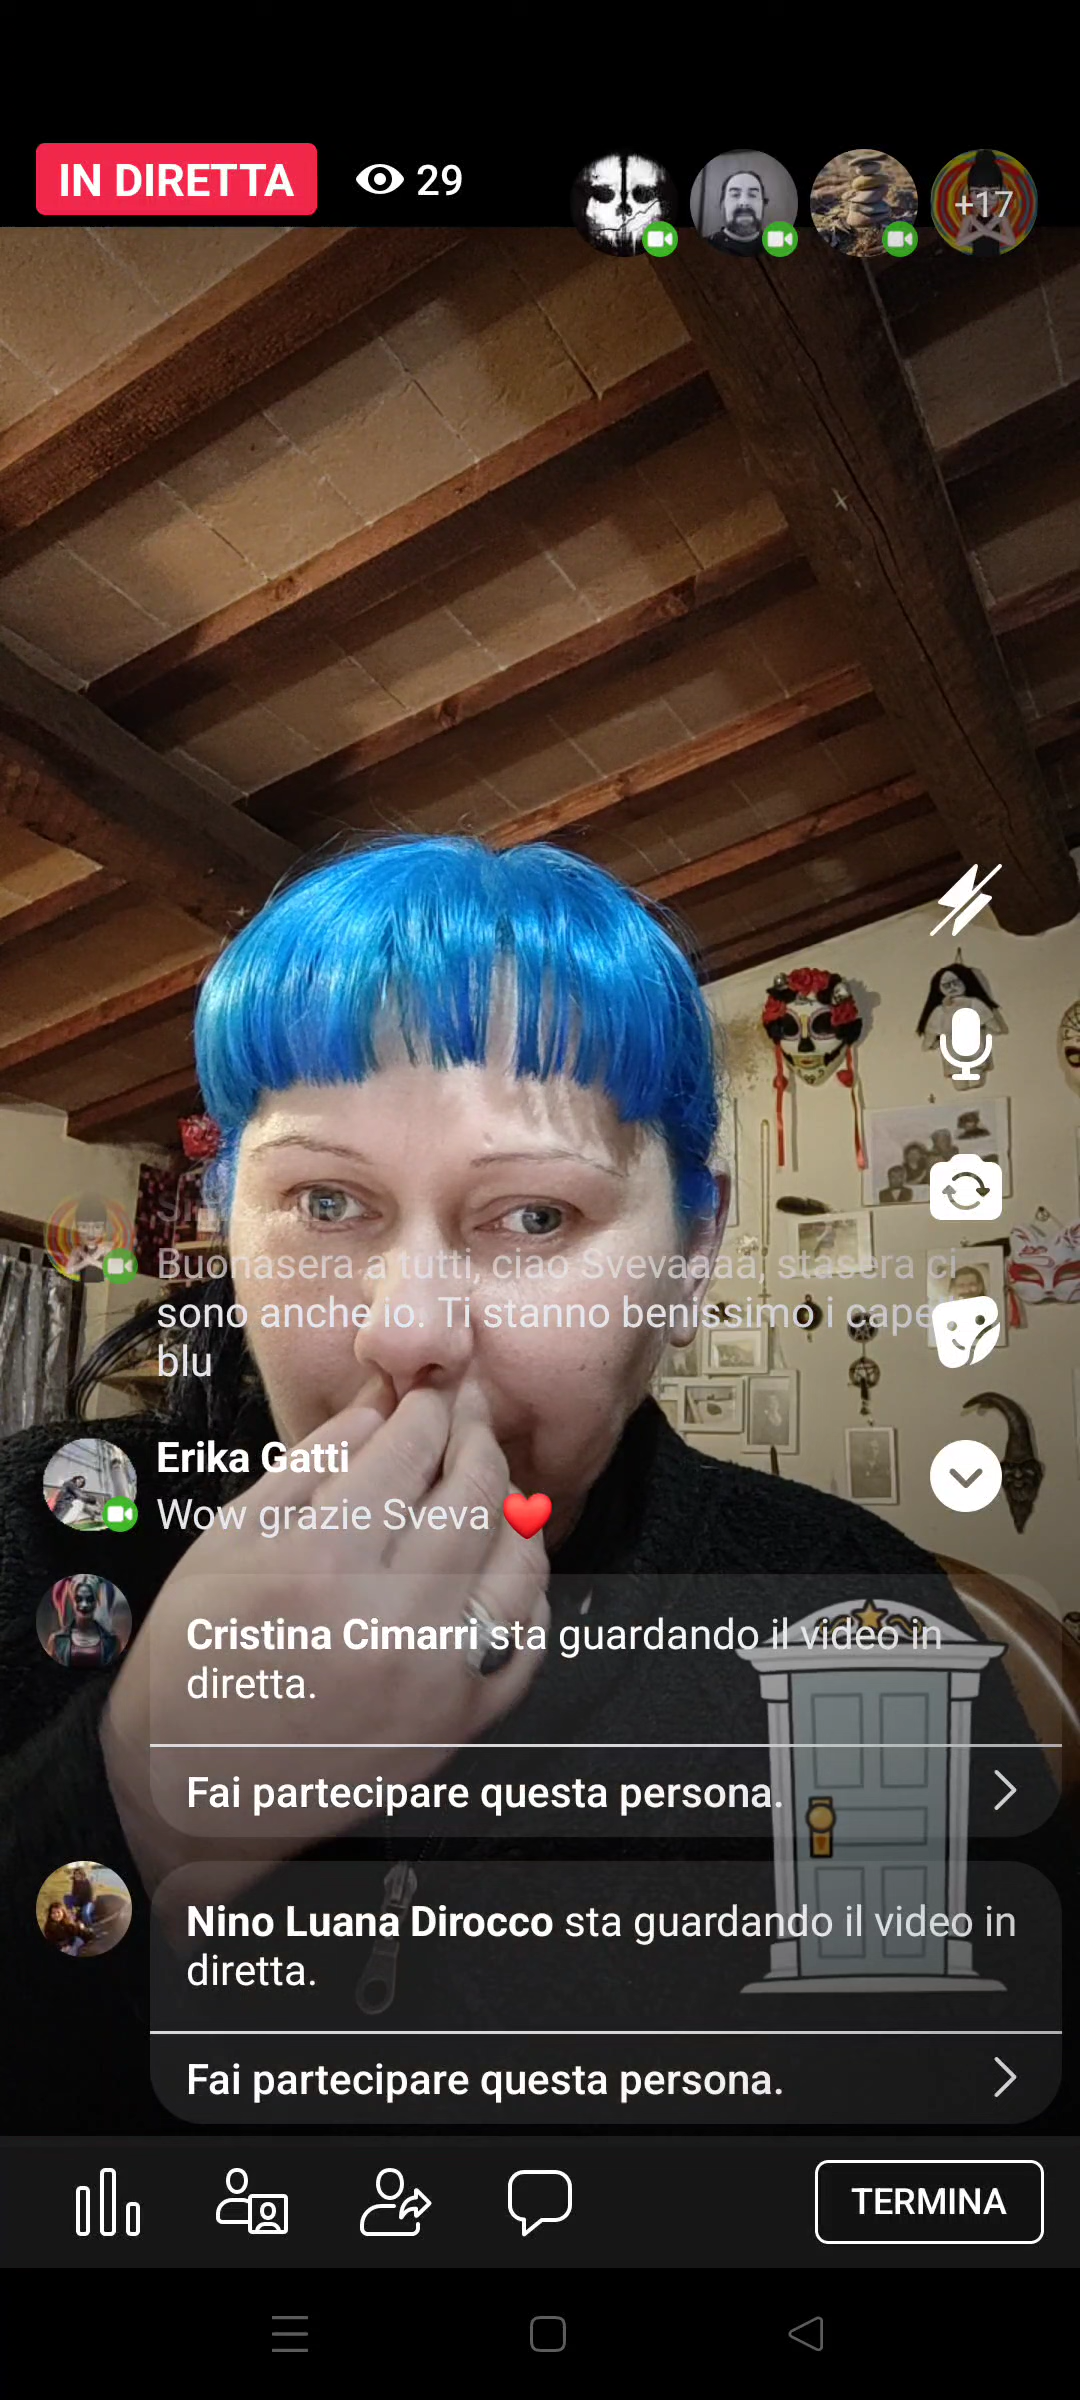 IN DIRETTA
29
+17
Buonasera a tutti, ciao Svevaaaa, stasera ci
sono anche io. Ti stanno benissimo i cape
blu
Erika Gatti
Wow grazie Sveva ❤️
Cristina Cimarri sta guardando il video in
diretta.
Fai partecipare questa persona.
Nino Luana Dirocco sta guardando il video in
diretta.
Fai partecipare questa persona.
TERMINA